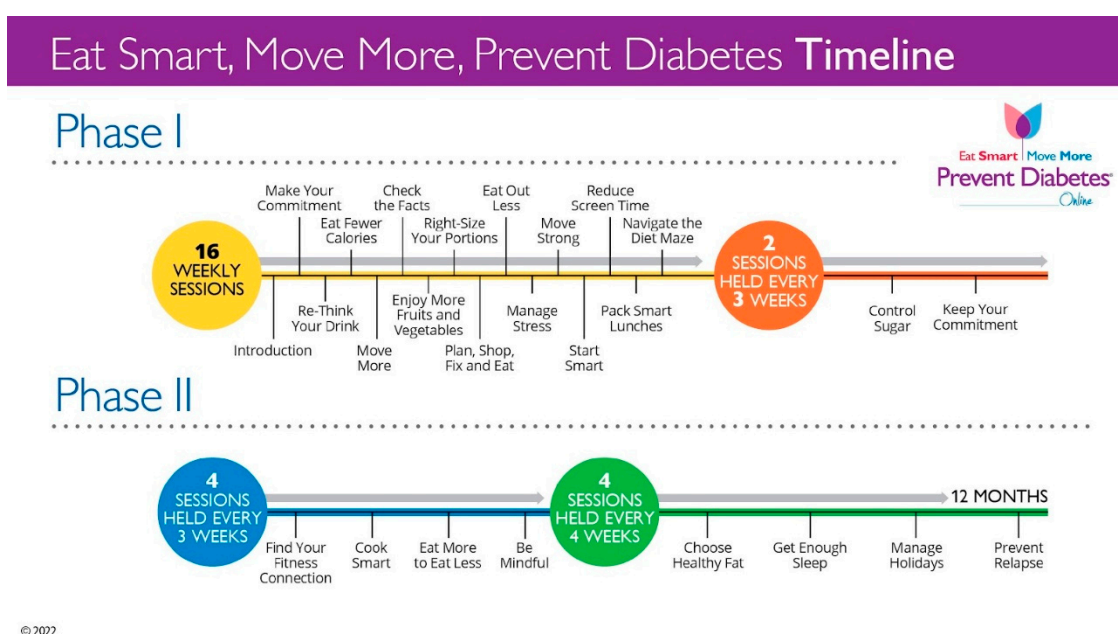 Eat Smart, Move More, Prevent Diabetes Timeline
Phase I
Eat Smart Move More
Prevent Diabetes®
Online
16
WEEKLY
SESSIONS
Introduction
Make Your
Commitment
Re-Think
Your Drink
Eat Fewer
Calories
Move
More
Check
the Facts
Enjoy More
Fruits and
Vegetables
Right-Size
Your Portions
Plan, Shop,
Fix and Eat
Eat Out
Less
Manage
Stress
Move
Strong
Start
Smart
Reduce
Screen Time
Pack Smart
Lunches
Navigate the
Diet Maze
2
SESSIONS
HELD EVERY
3 WEEKS
Control
Sugar
Keep Your
Commitment
Phase II
4
SESSIONS
HELD EVERY
3 WEEKS
Find Your
Fitness
Connection
Cook
Smart
Eat More
to Eat Less
Be
Mindful
4
SESSIONS
HELD EVERY
4 WEEKS
12 MONTHS
Choose
Healthy Fat
Get Enough
Sleep
Manage
Holidays
Prevent
Relapse
© 2022